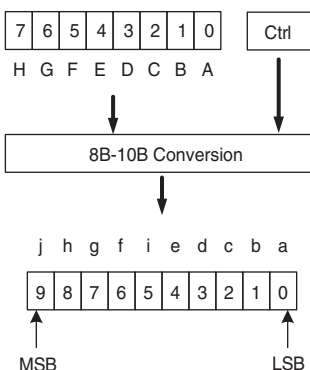 7 6 5 4 3 2 1 0 Ctrl
H G F E D C B A
8B-10B Conversion
j h g f i e d c b a
9 8 7 6 5 4 3 2 1 0
MSB LSB